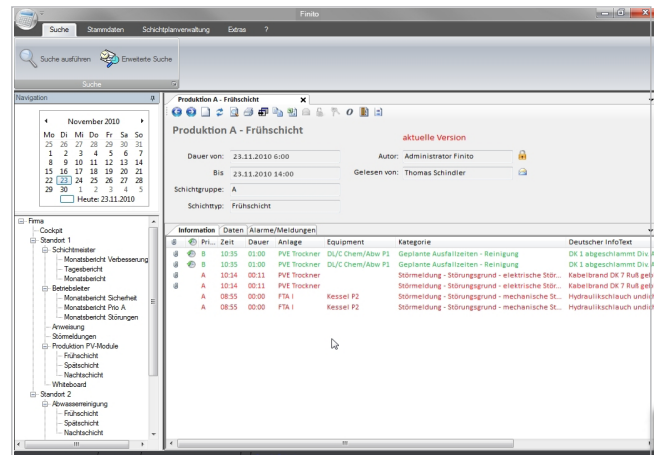 Finito
Suche Stammdaten Schichtplanverwaltung Extras ?
Suche ausführen Erweiterte Suche
Suche
Navigation
Produktion A - Frühschicht
November 2010
Mo Di Mi Do Fr Sa So
25 26 27 28 29 30 31
1 2 3 4 5 6 7
8 9 10 11 12 13 14
15 16 17 18 19 20 21
22 23 24 25 26 27 28
29 30 1 2 3 4 5
Heute: 23.11.2010
Produktion A - Frühschicht
aktuelle Version
Dauer von: 23.11.2010 6:00 Autor: Administrator Finito
Bis 23.11.2010 14:00 Gelesen von: Thomas Schindler
Schichtgruppe: A
Schichttyp: Frühschicht
Firma
Cockpit
Standort 1
Schichtmeister
Monatsbericht Verbesserung
Tagesbericht
Monatsbericht
Betriebsleiter
Monatsbericht Sicherheit
Monatsbericht Prio A
Monatsbericht Störungen
Anweisung
Störmeldungen
Produktion PV-Module
Frühschicht
Spätschicht
Nachtschicht
Whiteboard
Standort 2
Abwasserreinigung
Frühschicht
Spätschicht
Nachtschicht
Information Daten Alarme/Meldungen
Pri... Zeit Dauer Anlage Equipment Kategorie Deutscher InfoText
B 10:35 01:00 PVE Trockner DL/C Chem/Abw P1 Geplante Ausfallzeiten - Reinigung DK 1 abgeschlammt Div.
B 10:35 01:00 PVE Trockner DL/C Chem/Abw P1 Geplante Ausfallzeiten - Reinigung DK 1 abgeschlammt Div.
A 10:14 00:11 PVE Trockner Störmeldung - Störungsgrund - elektrische Stör... Kabelbrand DK 7 Ruß
A 10:14 00:11 PVE Trockner Störmeldung - Störungsgrund - elektrische Stör... Kabelbrand DK 7 Ruß
A 08:55 00:00 FTA I Kessel P2 Störmeldung - Störungsgrund - mechanische St... Hydraulikschlauch
A 08:55 00:00 FTA I Kessel P2 Störmeldung - Störungsgrund - mechanische St... Hydraulikschlauch